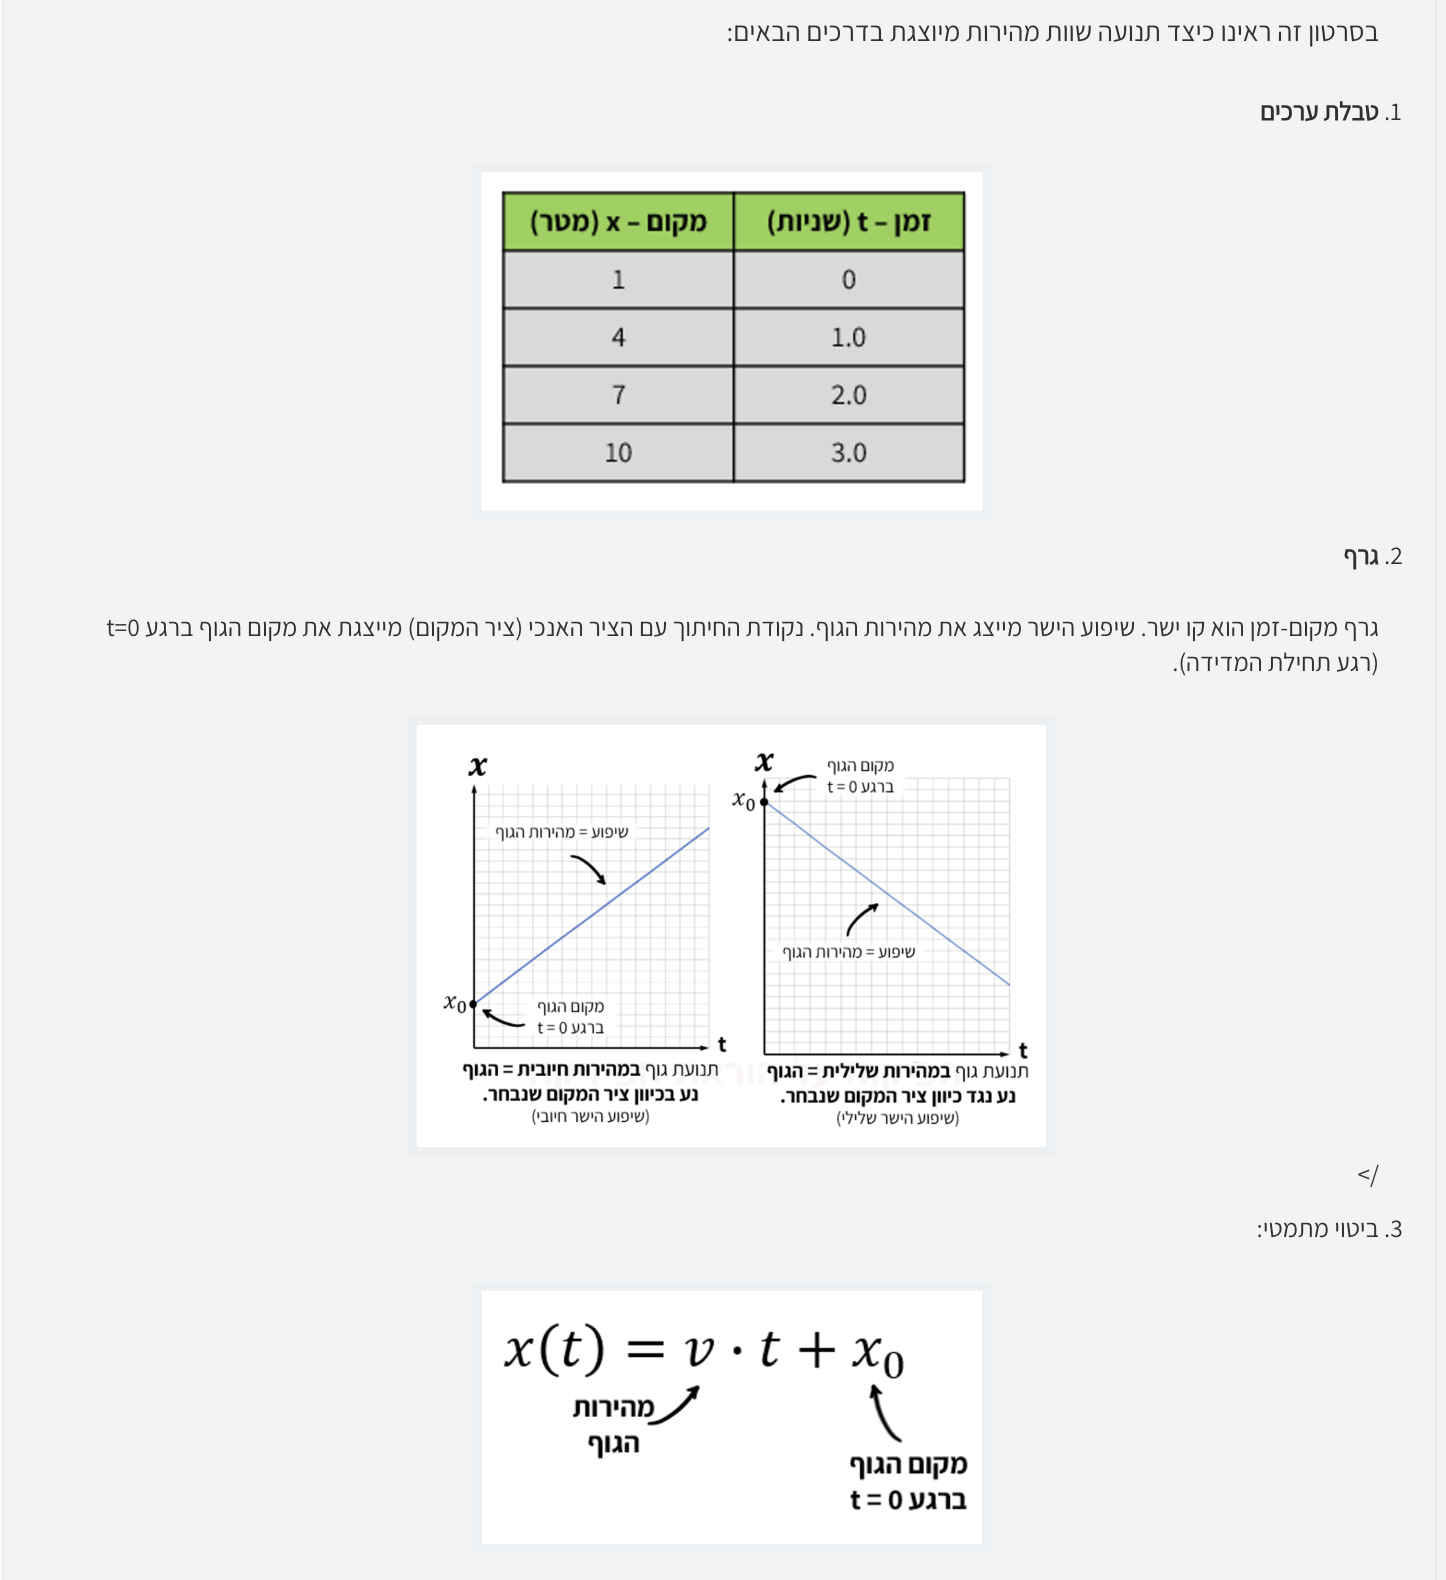 בסרטון זה ראינו כיצד תנועה שוות מהירות מיוצגת בדרכים הבאים:
1. טבלת ערכים
זמן – t (שניות) מקום – x (מטר)
0 1
1.0 4
2.0 7
3.0 10
2. גרף
גרף מקום-זמן הוא קו ישר. שיפוע הישר מייצג את מהירות הגוף. נקודת החיתוך עם הציר האנכי (ציר המקום) מייצגת את מקום הגוף ברגע t=0
(רגע תחילת המדידה).
x
מקום הגוף
ברגע t = 0
x₀
שיפוע = מהירות הגוף
t
תנועת גוף במהירות שלילית = הגוף
נע נגד כיוון ציר המקום שנבחר.
(שיפוע הישר שלילי)
x
שיפוע = מהירות הגוף
x₀
מקום הגוף
ברגע t = 0
t
תנועת גוף במהירות חיובית = הגוף
נע בכיוון ציר המקום שנבחר.
(שיפוע הישר חיובי)
/>
3. ביטוי מתמטי:
x(t) = v · t + x₀
מהירות
הגוף
מקום הגוף
ברגע t = 0